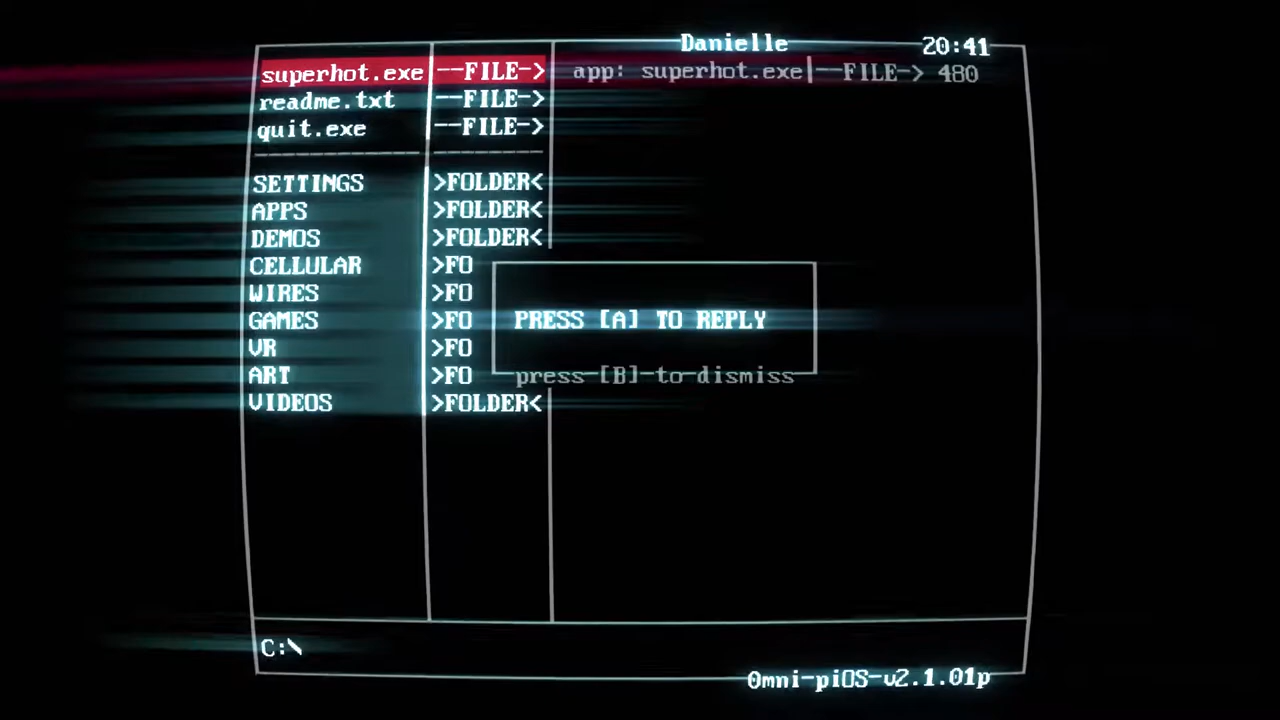 Danielle 20:41
superhot.exe --FILE-> app: superhot.exe|--FILE-> 480
readme.txt --FILE->
quit.exe --FILE->
SETTINGS >FOLDER<
APPS >FOLDER<
DEMOS >FOLDER<
CELLULAR >FO
WIRES >FO
GAMES >FO
VR >FO
ART >FO
VIDEOS >FOLDER<
PRESS [A] TO REPLY
press [B] to dismiss
C:\
Omni-piOS-v2.1.01p